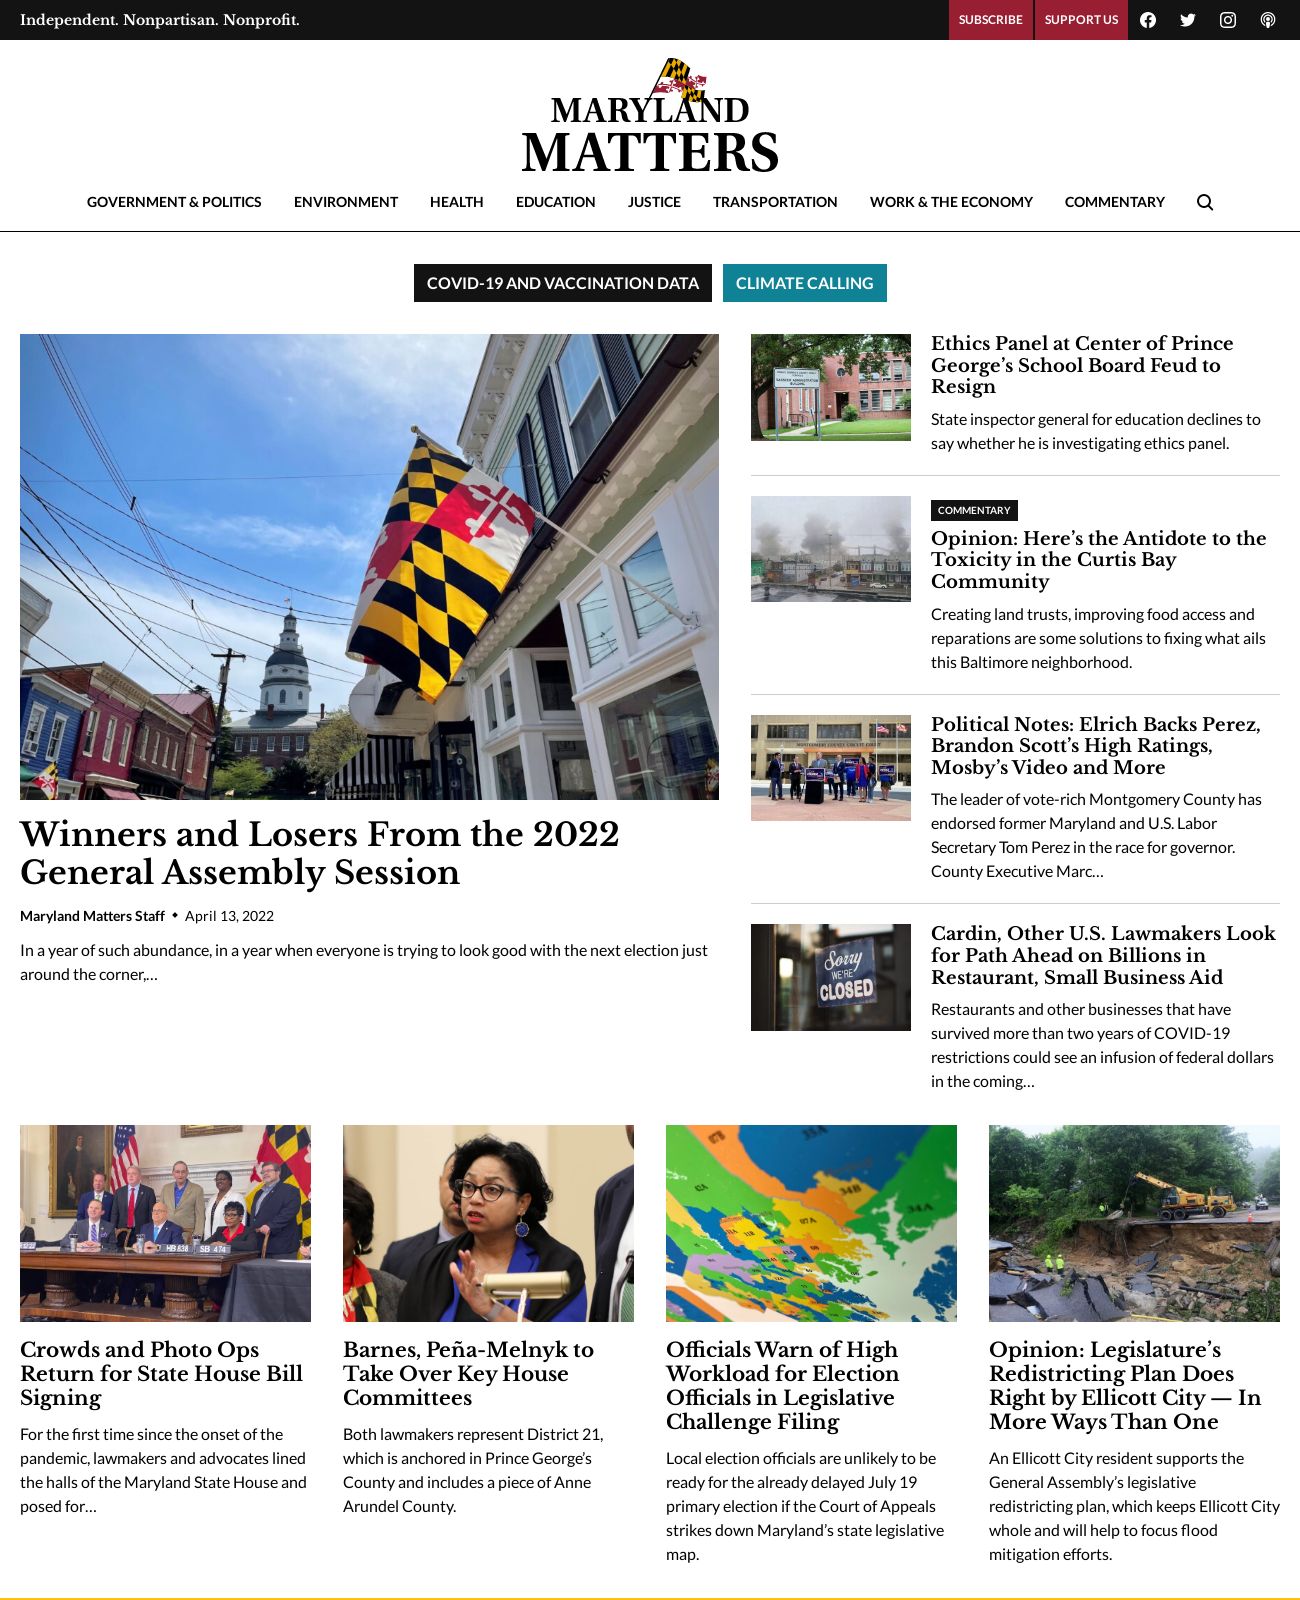 Independent. Nonpartisan. Nonprofit.
SUBSCRIBE
SUPPORT US
MARYLAND
MATTERS
GOVERNMENT & POLITICS
ENVIRONMENT
HEALTH
EDUCATION
JUSTICE
TRANSPORTATION
WORK & THE ECONOMY
COMMENTARY
COVID-19 AND VACCINATION DATA
CLIMATE CALLING
Winners and Losers From the 2022
General Assembly Session
Maryland Matters Staff ◆ April 13, 2022
In a year of such abundance, in a year when everyone is trying to look good with the next election just
around the corner,…
Ethics Panel at Center of Prince
George’s School Board Feud to
Resign
State inspector general for education declines to
say whether he is investigating ethics panel.
COMMENTARY
Opinion: Here’s the Antidote to the
Toxicity in the Curtis Bay
Community
Creating land trusts, improving food access and
reparations are some solutions to fixing what ails
this Baltimore neighborhood.
MONTGOMERY COUNTY CIRCUIT COURT
Political Notes: Elrich Backs Perez,
Brandon Scott’s High Ratings,
Mosby’s Video and More
The leader of vote-rich Montgomery County has
endorsed former Maryland and U.S. Labor
Secretary Tom Perez in the race for governor.
County Executive Marc…
Sorry
WE'RE
CLOSED
Cardin, Other U.S. Lawmakers Look
for Path Ahead on Billions in
Restaurant, Small Business Aid
Restaurants and other businesses that have
survived more than two years of COVID-19
restrictions could see an infusion of federal dollars
in the coming…
HB 838
SB 474
Crowds and Photo Ops
Return for State House Bill
Signing
For the first time since the onset of the
pandemic, lawmakers and advocates lined
the halls of the Maryland State House and
posed for…
Barnes, Peña-Melnyk to
Take Over Key House
Committees
Both lawmakers represent District 21,
which is anchored in Prince George’s
County and includes a piece of Anne
Arundel County.
33A
34B
34A
07A
42A
Officials Warn of High
Workload for Election
Officials in Legislative
Challenge Filing
Local election officials are unlikely to be
ready for the already delayed July 19
primary election if the Court of Appeals
strikes down Maryland’s state legislative
map.
Opinion: Legislature’s
Redistricting Plan Does
Right by Ellicott City — In
More Ways Than One
An Ellicott City resident supports the
General Assembly’s legislative
redistricting plan, which keeps Ellicott City
whole and will help to focus flood
mitigation efforts.